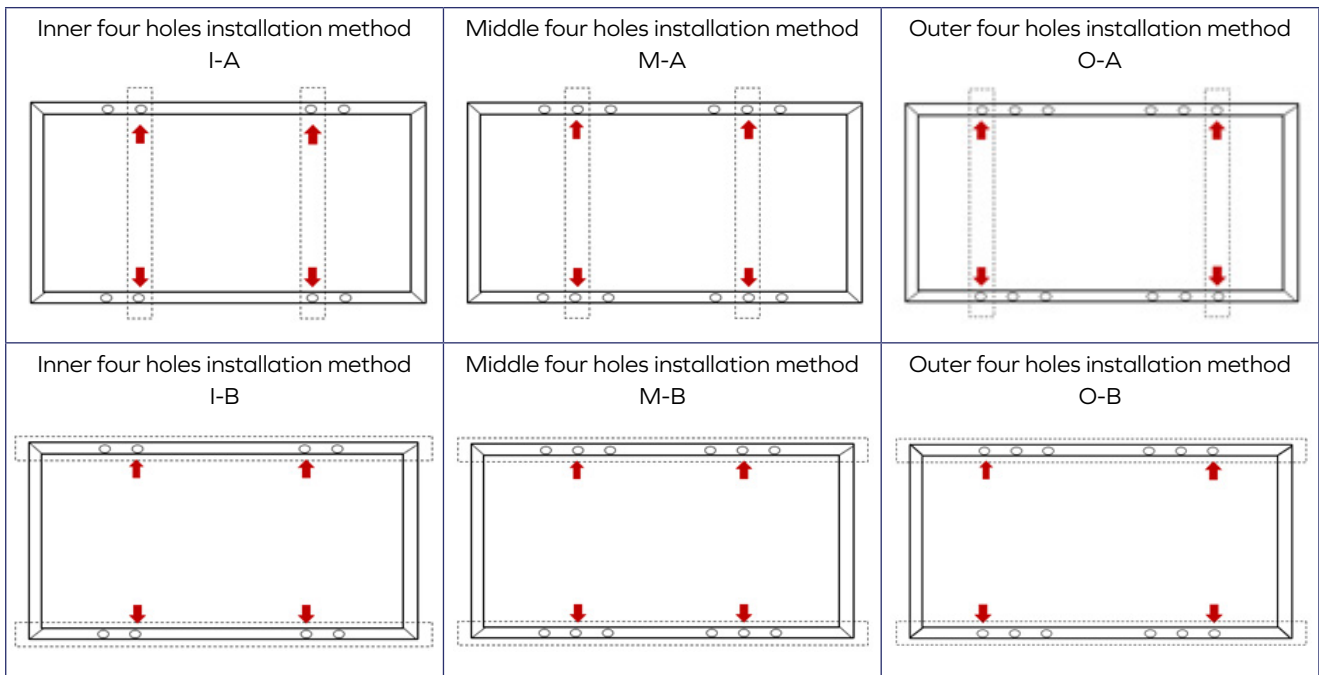 Inner four holes installation method
I-A
Middle four holes installation method
M-A
Outer four holes installation method
O-A
Inner four holes installation method
I-B
Middle four holes installation method
M-B
Outer four holes installation method
O-B